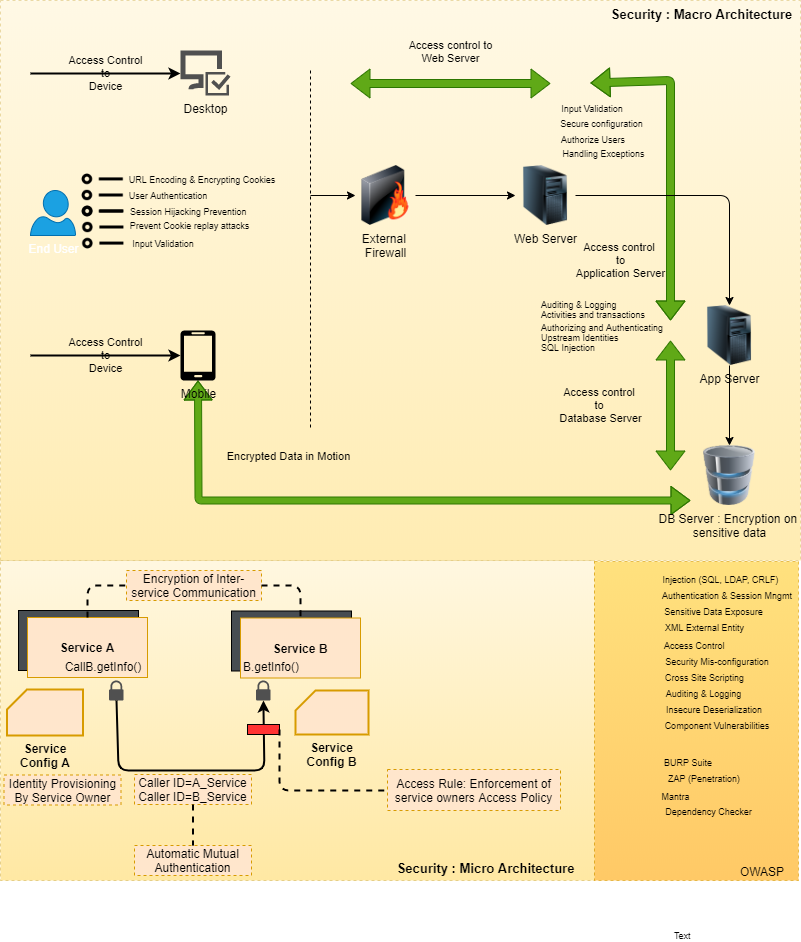 Security : Macro Architecture
Access Control
to
Device
Desktop
Access control to
Web Server
Input Validation
Secure configuration
Authorize Users
Handling Exceptions
URL Encoding & Encrypting Cookies
User Authentication
Session Hijacking Prevention
Prevent Cookie replay attacks
Input Validation
End User
External
Firewall
Web Server
Access control
to
Application Server
Auditing & Logging
Activities and transactions
Authorizing and Authenticating
Upstream Identities
SQL Injection
Access Control
to
Device
Mobile
App Server
Access control
to
Database Server
Encrypted Data in Motion
DB Server : Encryption on
sensitive data
Encryption of Inter-
service Communication
Service A
CallB.getInfo()
Service B
B.getInfo()
Service
Config A
Service
Config B
Identity Provisioning
By Service Owner
Caller ID=A_Service
Caller ID=B_Service
Access Rule: Enforcement of
service owners Access Policy
Automatic Mutual
Authentication
Security : Micro Architecture
Injection (SQL, LDAP, CRLF)
Authentication & Session Mngmt
Sensitive Data Exposure
XML External Entity
Access Control
Security Mis-configuration
Cross Site Scripting
Auditing & Logging
Insecure Deserialization
Component Vulnerabilities
BURP Suite
ZAP (Penetration)
Mantra
Dependency Checker
OWASP
Text